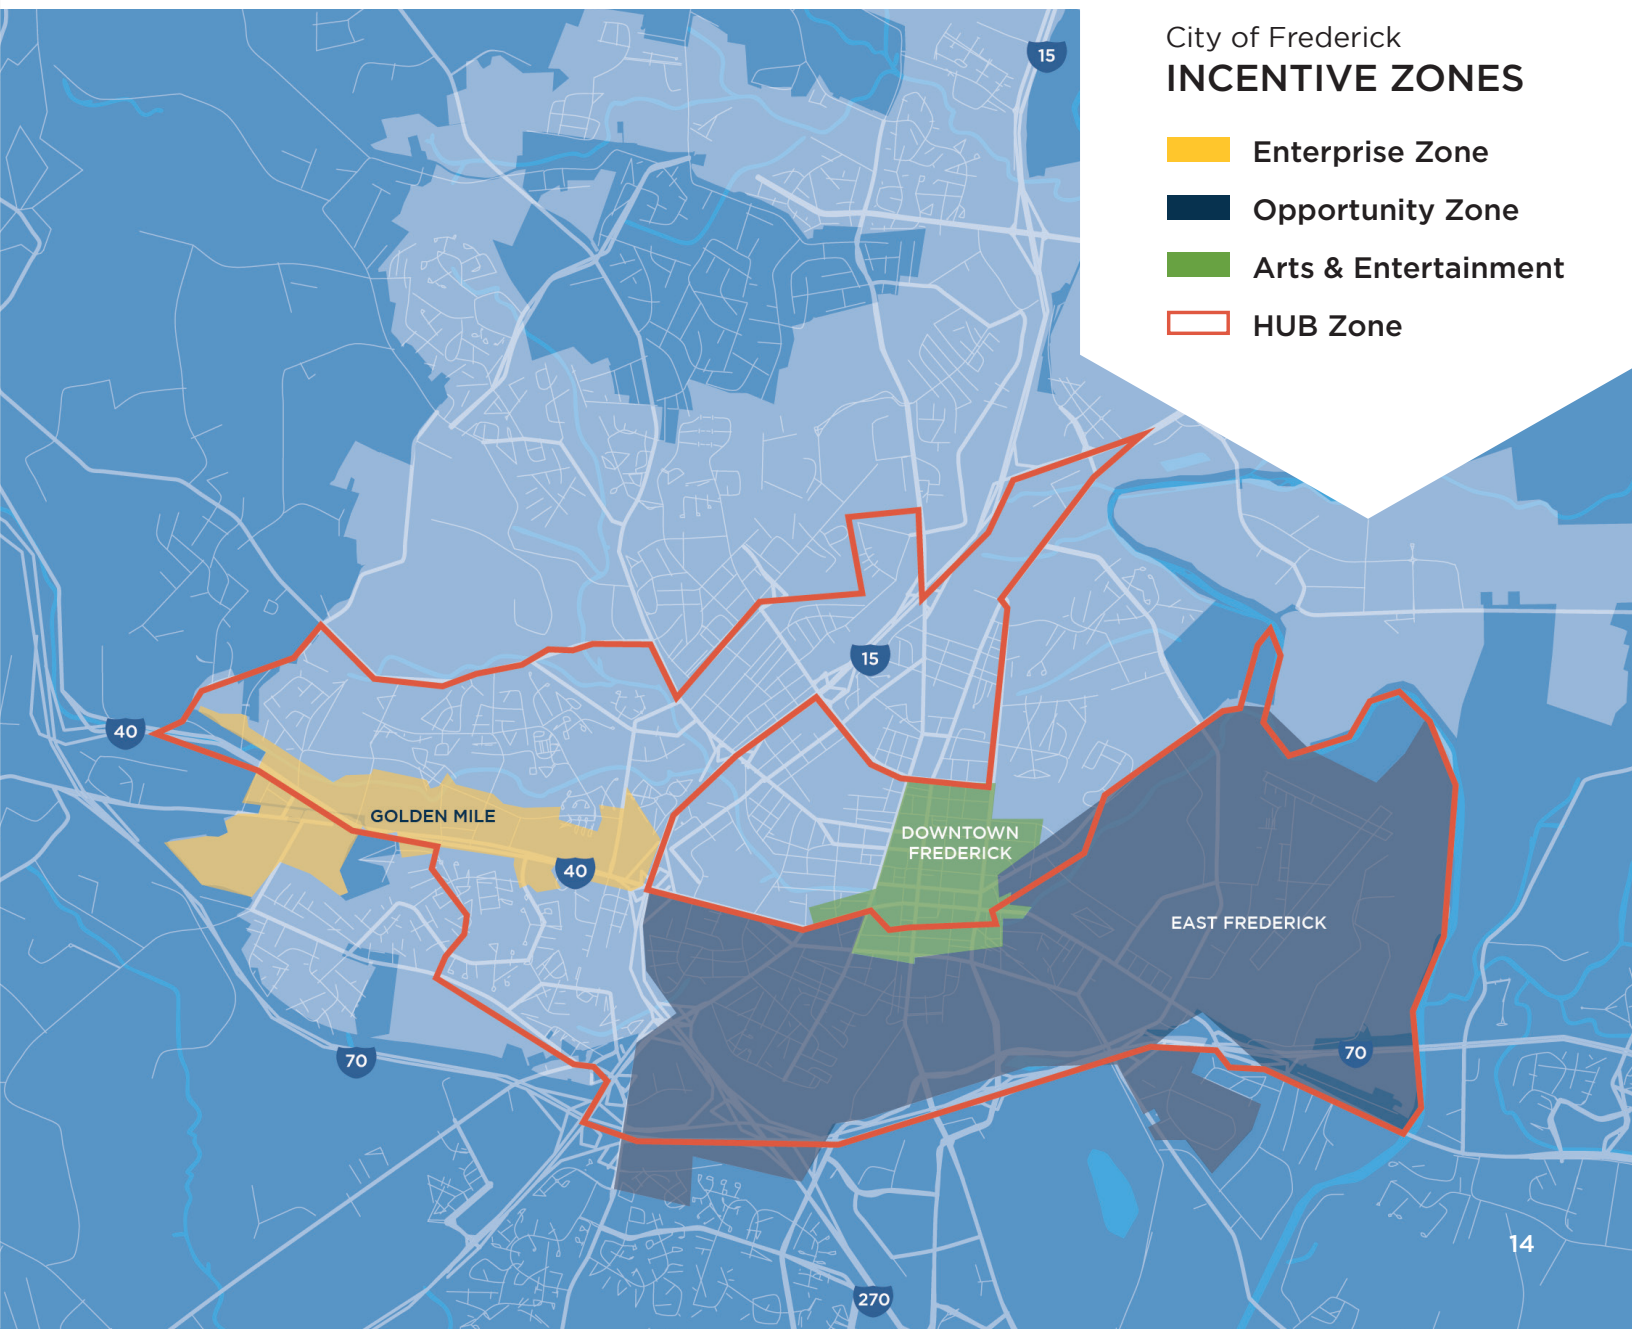 City of Frederick
INCENTIVE ZONES
Enterprise Zone
Opportunity Zone
Arts & Entertainment
HUB Zone
15
15
40
GOLDEN MILE
40
DOWNTOWN
FREDERICK
EAST FREDERICK
70
70
270
14